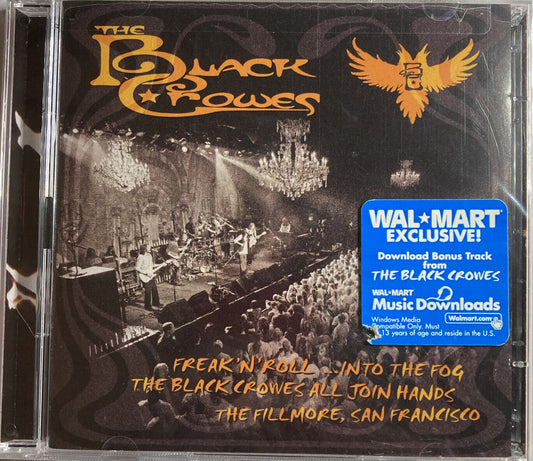 THE
BLACK
CROWES
BC
WAL★MART
EXCLUSIVE!
Download Bonus Track
from
THE BLACK CROWES
WAL★MART
Music Downloads
Walmart.com
Windows Media
Compatible Only. Must
13 years of age and reside in the U.S.
FREAK 'N' ROLL ...INTO THE FOG
THE BLACK CROWES ALL JOIN HANDS
THE FILLMORE, SAN FRANCISCO